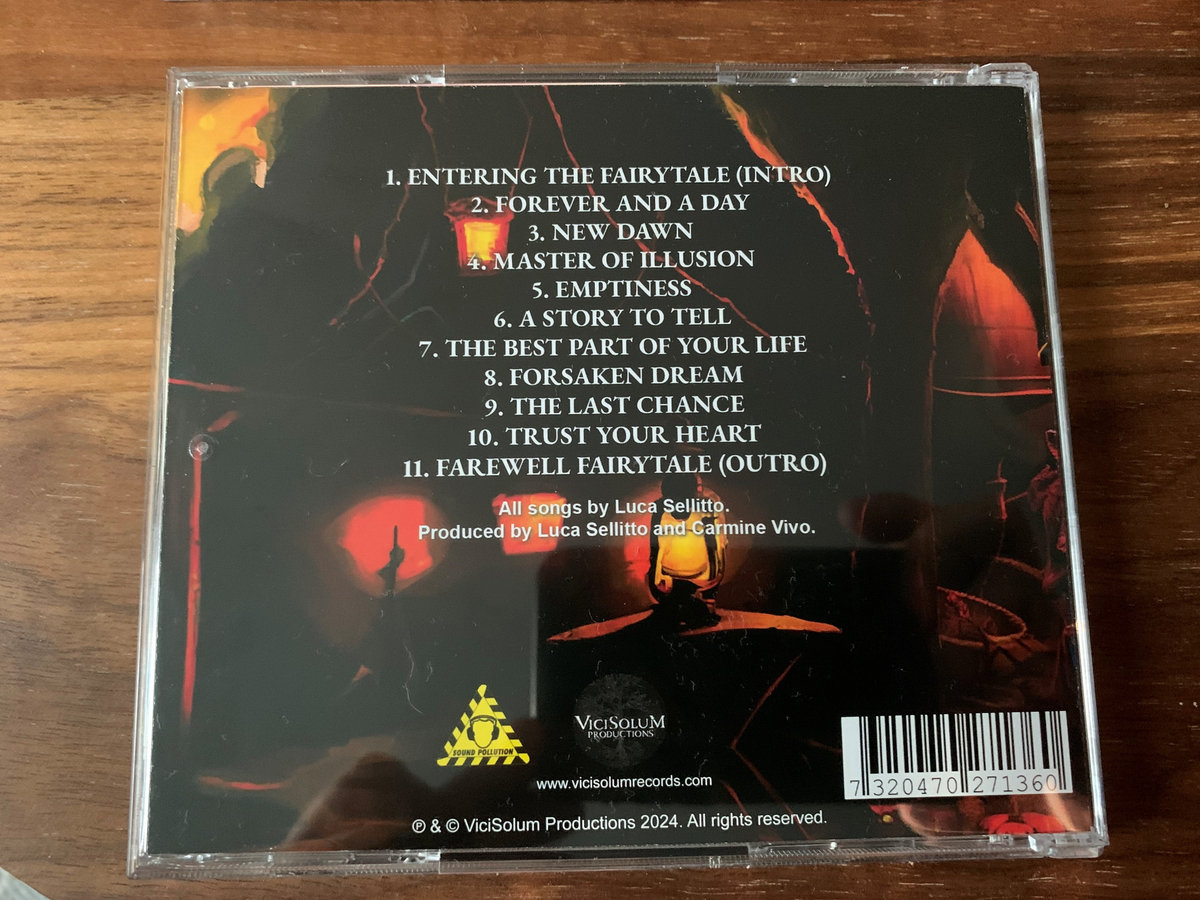 1. ENTERING THE FAIRYTALE (INTRO)
2. FOREVER AND A DAY
3. NEW DAWN
4. MASTER OF ILLUSION
5. EMPTINESS
6. A STORY TO TELL
7. THE BEST PART OF YOUR LIFE
8. FORSAKEN DREAM
9. THE LAST CHANCE
10. TRUST YOUR HEART
11. FAREWELL FAIRYTALE (OUTRO)
All songs by Luca Sellitto.
Produced by Luca Sellitto and Carmine Vivo.
SOUND POLLUTION
VICISOLUM
PRODUCTIONS
www.vicisolumrecords.com
7 320470 271360
℗ & © ViciSolum Productions 2024. All rights reserved.